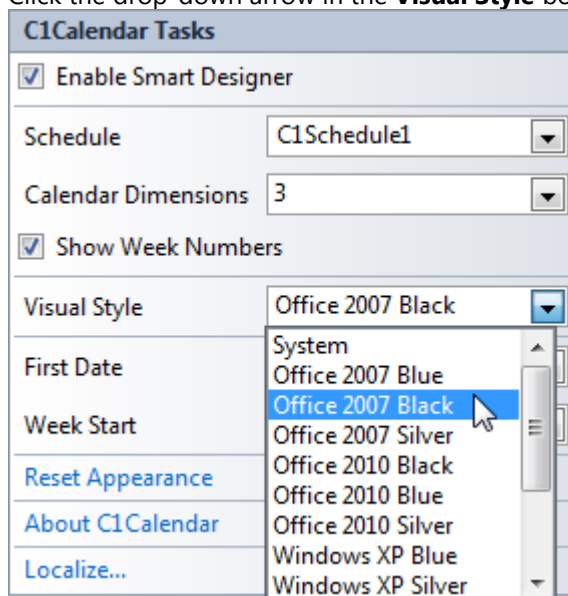 Click the drop-down arrow in the Visual Style bo
C1Calendar Tasks
Enable Smart Designer
Schedule C1Schedule1
Calendar Dimensions 3
Show Week Numbers
Visual Style Office 2007 Black
System
First Date Office 2007 Blue
Office 2007 Black
Week Start Office 2007 Silver
Office 2010 Black
Reset Appearance Office 2010 Blue
About C1Calendar Office 2010 Silver
Windows XP Blue
Localize... Windows XP Silver